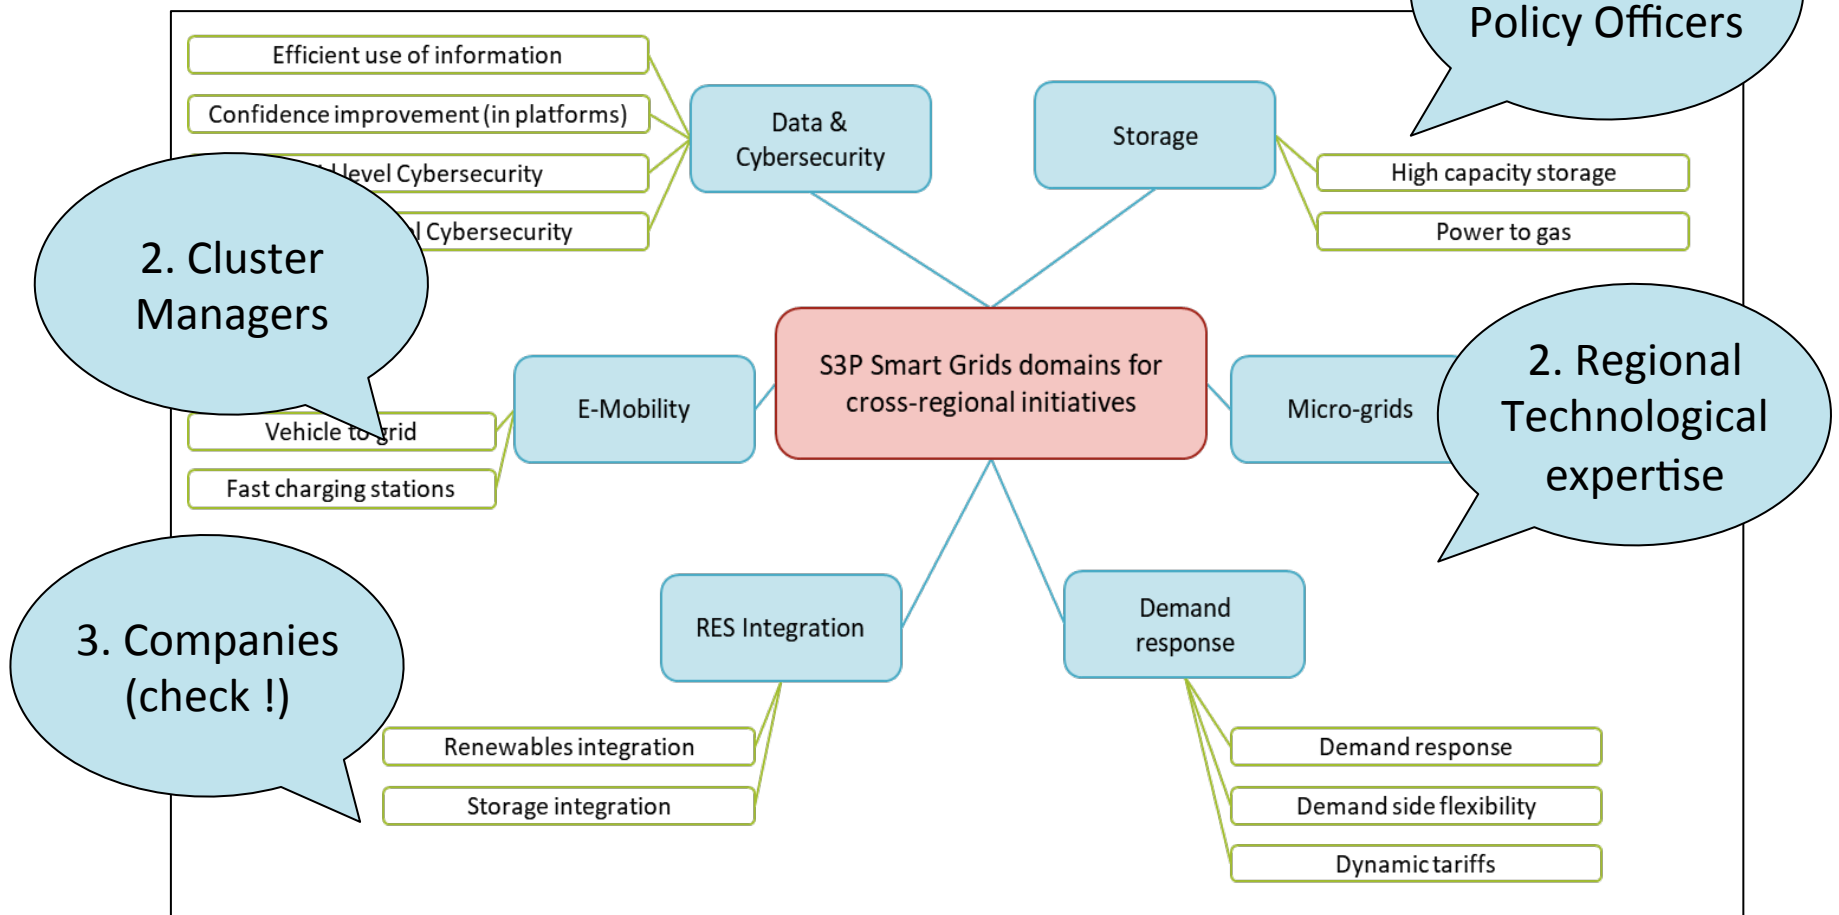 Policy Officers
Efficient use of information
Confidence improvement (in platforms)
level Cybersecurity
Cybersecurity
Data &
Cybersecurity
Storage
High capacity storage
Power to gas
2. Cluster
Managers
S3P Smart Grids domains for
cross-regional initiatives
E-Mobility
Vehicle to grid
Fast charging stations
Micro-grids
2. Regional
Technological
expertise
3. Companies
(check !)
RES Integration
Renewables integration
Storage integration
Demand
response
Demand response
Demand side flexibility
Dynamic tariffs